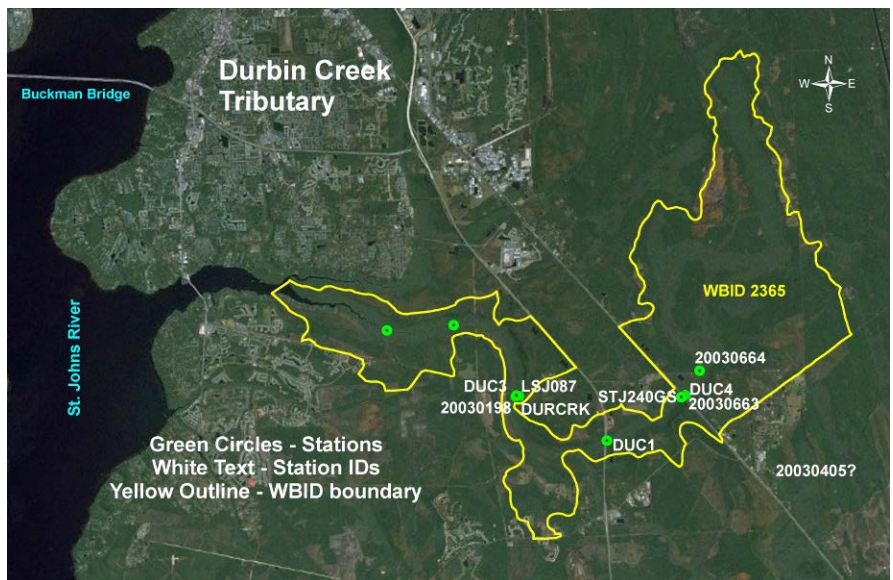 Durbin Creek
Tributary
Buckman Bridge
N
W E
S
WBID 2365
St. Johns River
20030664
DUC3 LSJ087
STJ240GS DUC4
20030198 DURCRK
20030663
DUC1
Green Circles - Stations
White Text - Station IDs
Yellow Outline - WBID boundary
20030405?